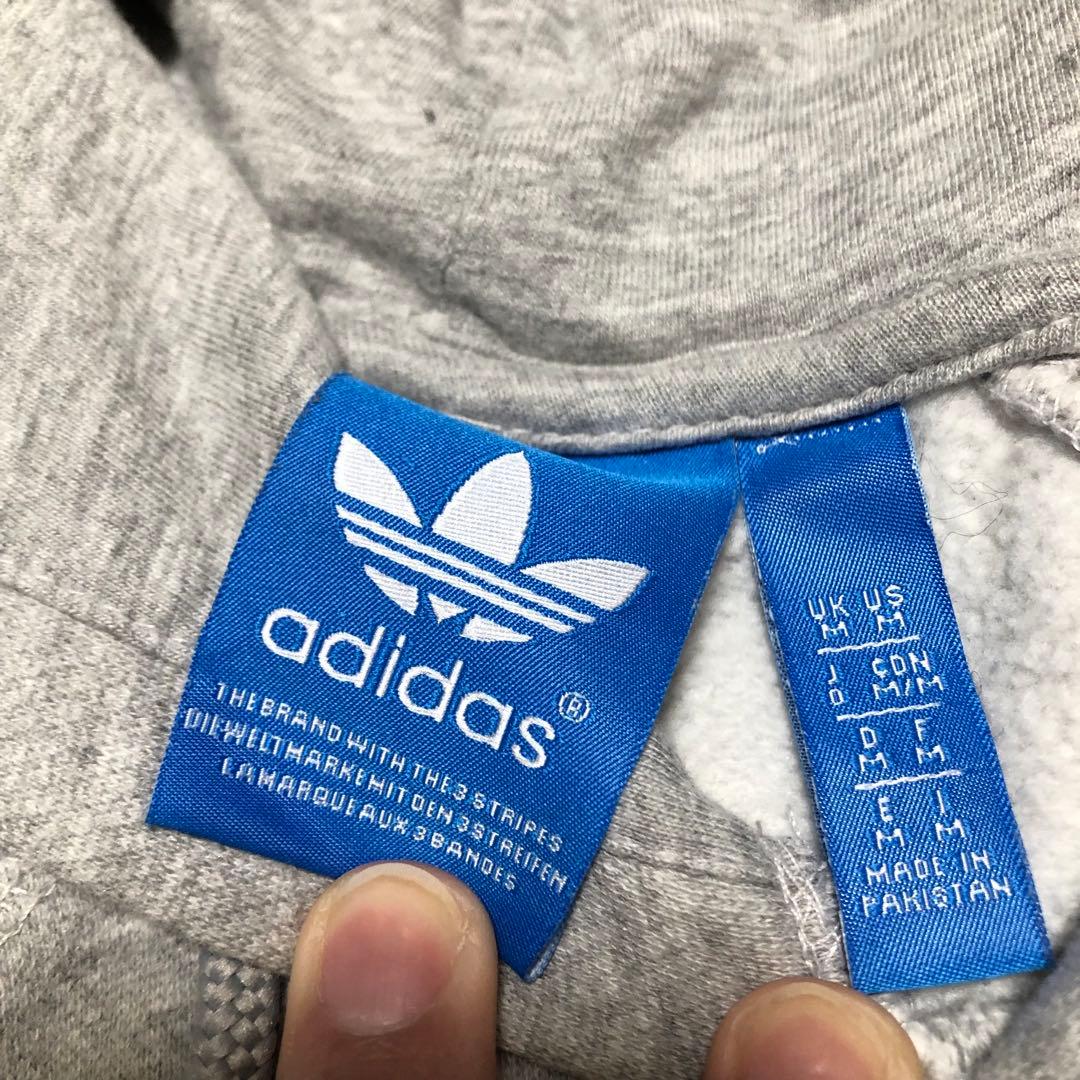 adidas®
THE BRAND WITH THE 3 STRIPES
DIE WELTMARKE MIT DEN 3 STREIFEN
LA MARQUE AUX 3 BANDES
UK US
M M
J CDN
O M/M
D F
M M
E I
M M
MADE IN
PAKISTAN